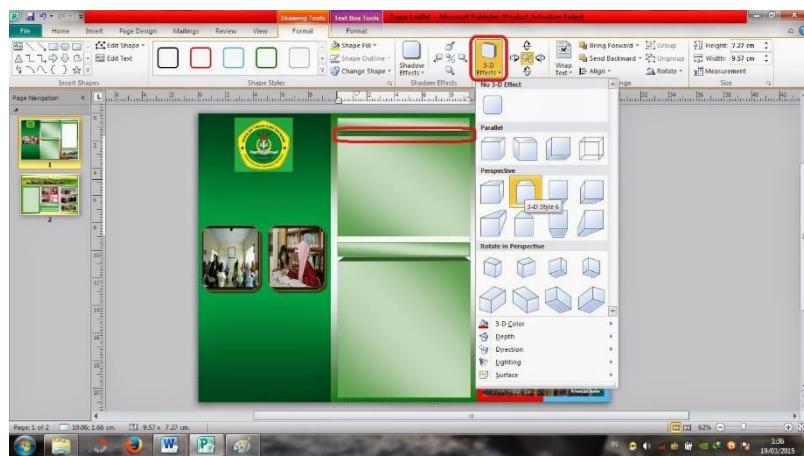 Drawing Tools Text Box Tools Tugas Leaflet - Microsoft Publisher (Product Activation Failed)
File Home Insert Page Design Mailings Review View Format Format
Edit Shape
Edit Text
Shape Fill
Shape Outline
Change Shape
Shadow Effects
3-D Effects
Wrap Text
Bring Forward
Send Backward
Align
Group
Ungroup
Rotate
Height: 7.27 cm
Width: 9.57 cm
Measurement
Insert Shapes Shape Styles Shadow Effects Size
Page Navigation
No 3-D Effect
Parallel
Perspective
3-D Style 6
Rotate in Perspective
3-D Color
Depth
Direction
Lighting
Surface
1
2
Page: 1 of 2 10.06; 1.66 cm. 9.57 x 7.27 cm. 62%
IN
1:36
19/03/2015